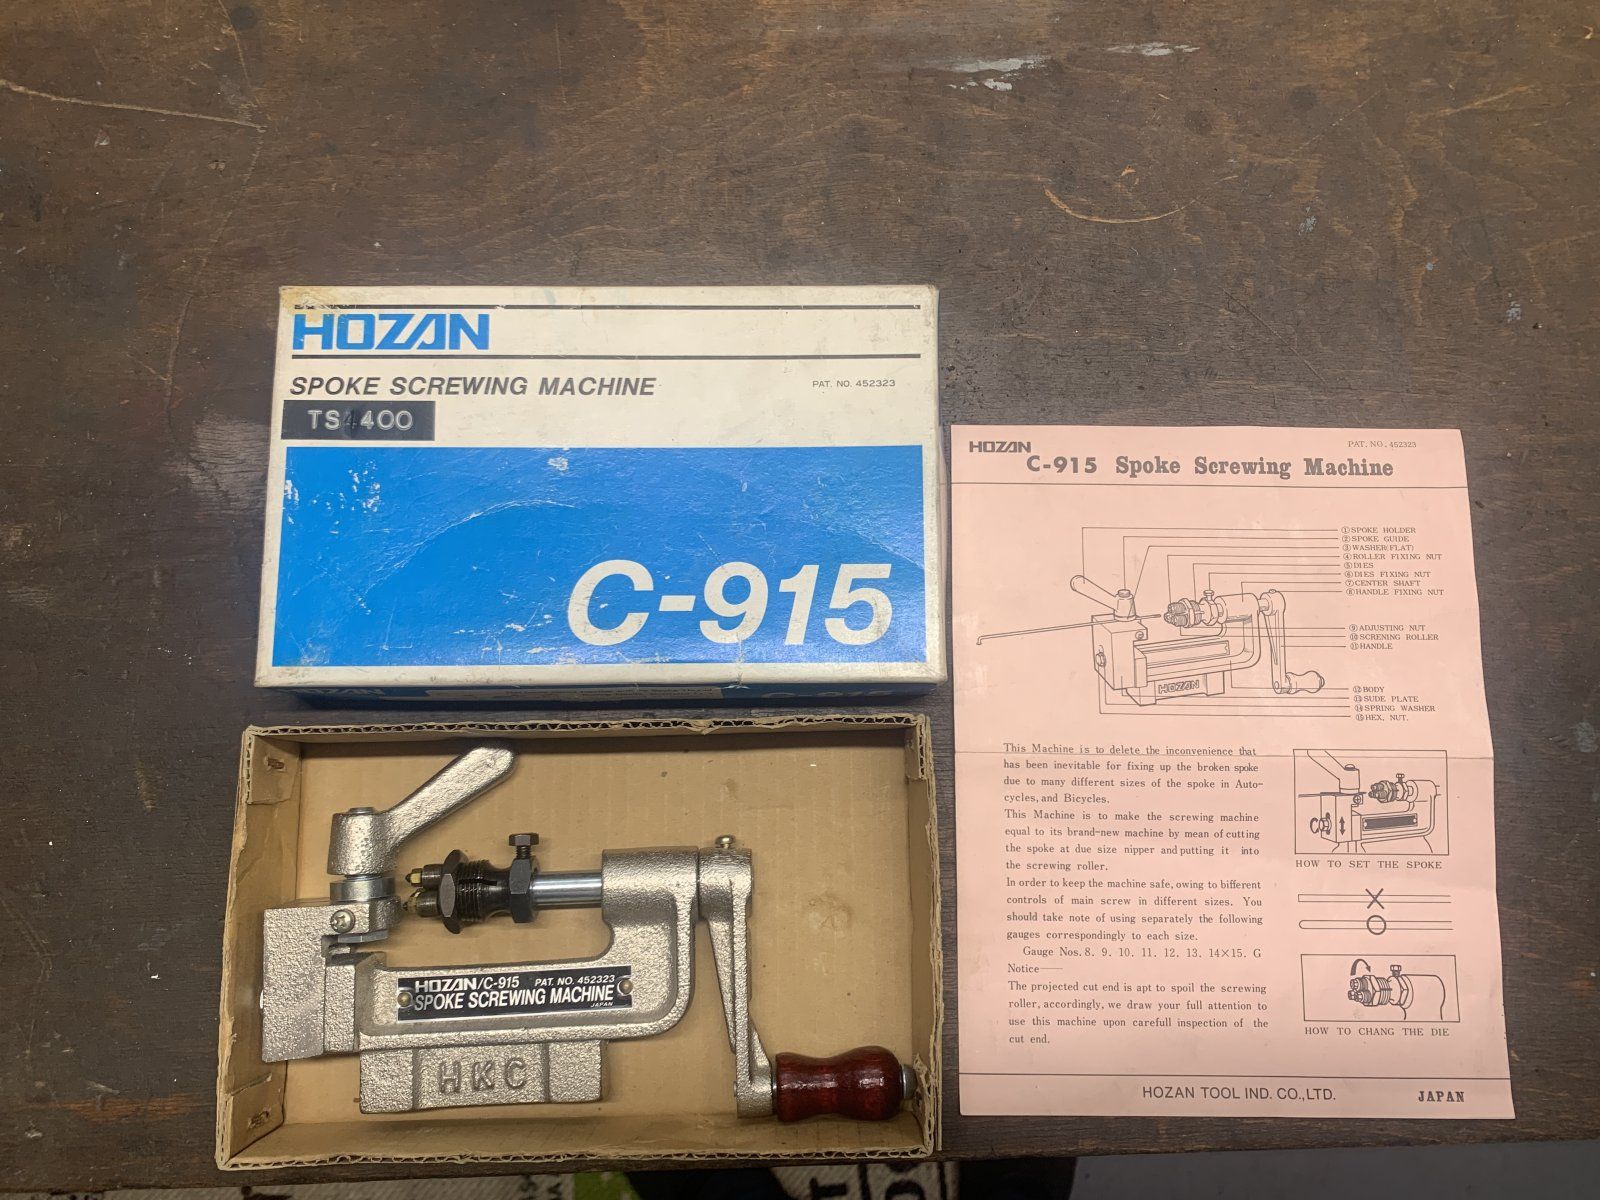 HOZAN
SPOKE SCREWING MACHINE
PAT. NO. 452323
TS4400
C-915
HOZAN
HOZAN/C-915 PAT. NO. 452323
SPOKE SCREWING MACHINE
JAPAN
HKC
HOZAN
PAT. NO. 452323
C-915 Spoke Screwing Machine
①SPOKE HOLDER
②SPOKE GUIDE
③WASHER(FLAT)
④ROLLER FIXING NUT
⑤DIES
⑥DIES FIXING NUT
⑦CENTER SHAFT
⑧HANDLE FIXING NUT
⑨ADJUSTING NUT
⑩SCRENING ROLLER
⑪HANDLE
⑫BODY
⑬SUDE PLATE
⑭SPRING WASHER
⑮HEX, NUT.
HOZAN
This Machine is to delete the inconvenience that
has been inevitable for fixing up the broken spoke
due to many different sizes of the spoke in Auto-
cycles, and Bicycles.
This Machine is to make the screwing machine
equal to its brand-new machine by mean of cutting
the spoke at due size nipper and putting it into
the screwing roller.
In order to keep the machine safe, owing to bifferent
controls of main screw in different sizes. You
should take note of using separately the following
gauges correspondingly to each size.
Gauge Nos. 8. 9. 10. 11. 12. 13. 14×15. G
Notice—
The projected cut end is apt to spoil the screwing
roller, accordingly, we draw your full attention to
use this machine upon carefull inspection of the
cut end.
HOW TO SET THE SPOKE
HOW TO CHANG THE DIE
HOZAN TOOL IND. CO.,LTD.
JAPAN